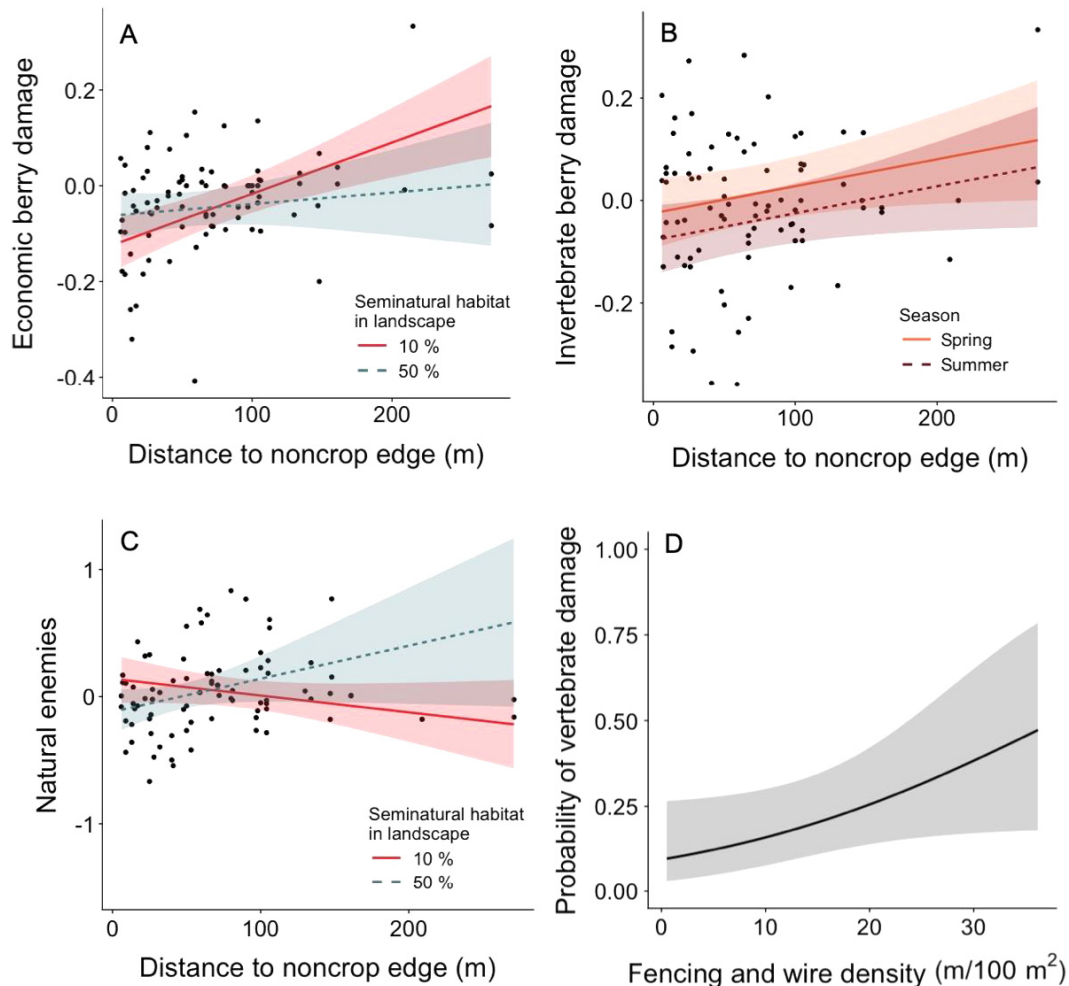 A
Economic berry damage
0.2
0.0
-0.2
-0.4
Seminatural habitat
in landscape
10 %
50 %
0
100
200
Distance to noncrop edge (m)
B
Invertebrate berry damage
0.2
0.0
-0.2
Season
Spring
Summer
0
100
200
Distance to noncrop edge (m)
C
Natural enemies
1
0
-1
Seminatural habitat
in landscape
10 %
50 %
0
100
200
Distance to noncrop edge (m)
D
Probability of vertebrate damage
1.00
0.75
0.50
0.25
0.00
0
10
20
30
Fencing and wire density (m/100 m²)